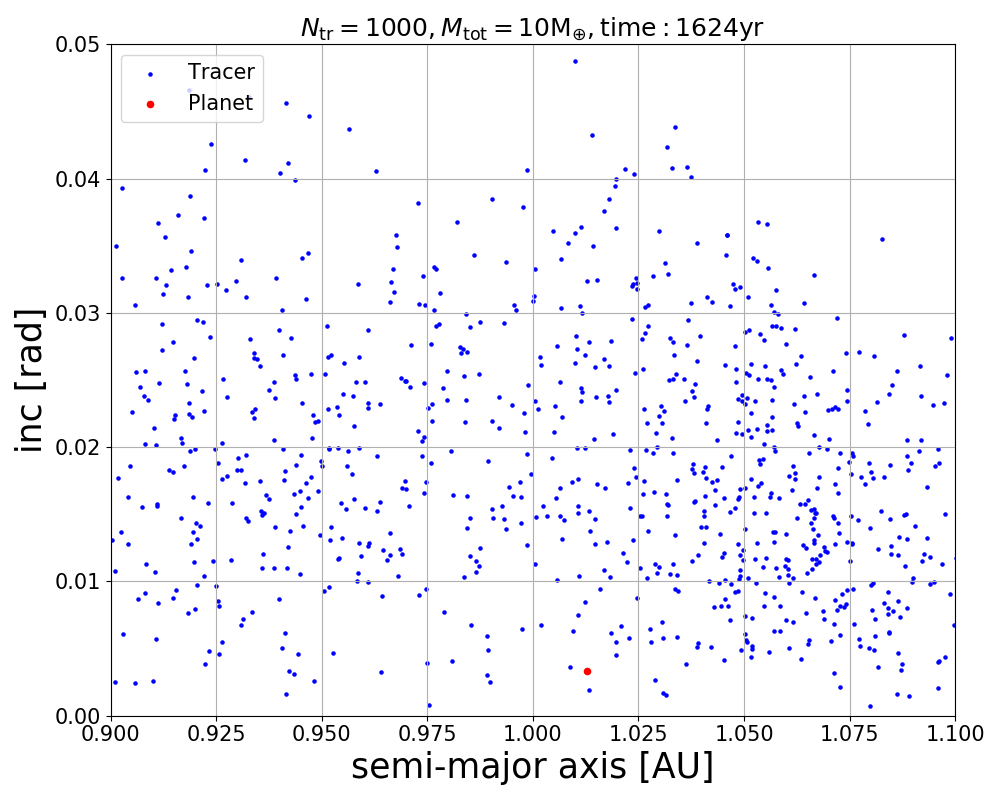 N_tr = 1000, M_tot = 10M_⊕, time : 1624yr
0.05
Tracer
Planet
0.04
0.03
inc [rad]
0.02
0.01
0.00
0.900 0.925 0.950 0.975 1.000 1.025 1.050 1.075 1.100
semi-major axis [AU]